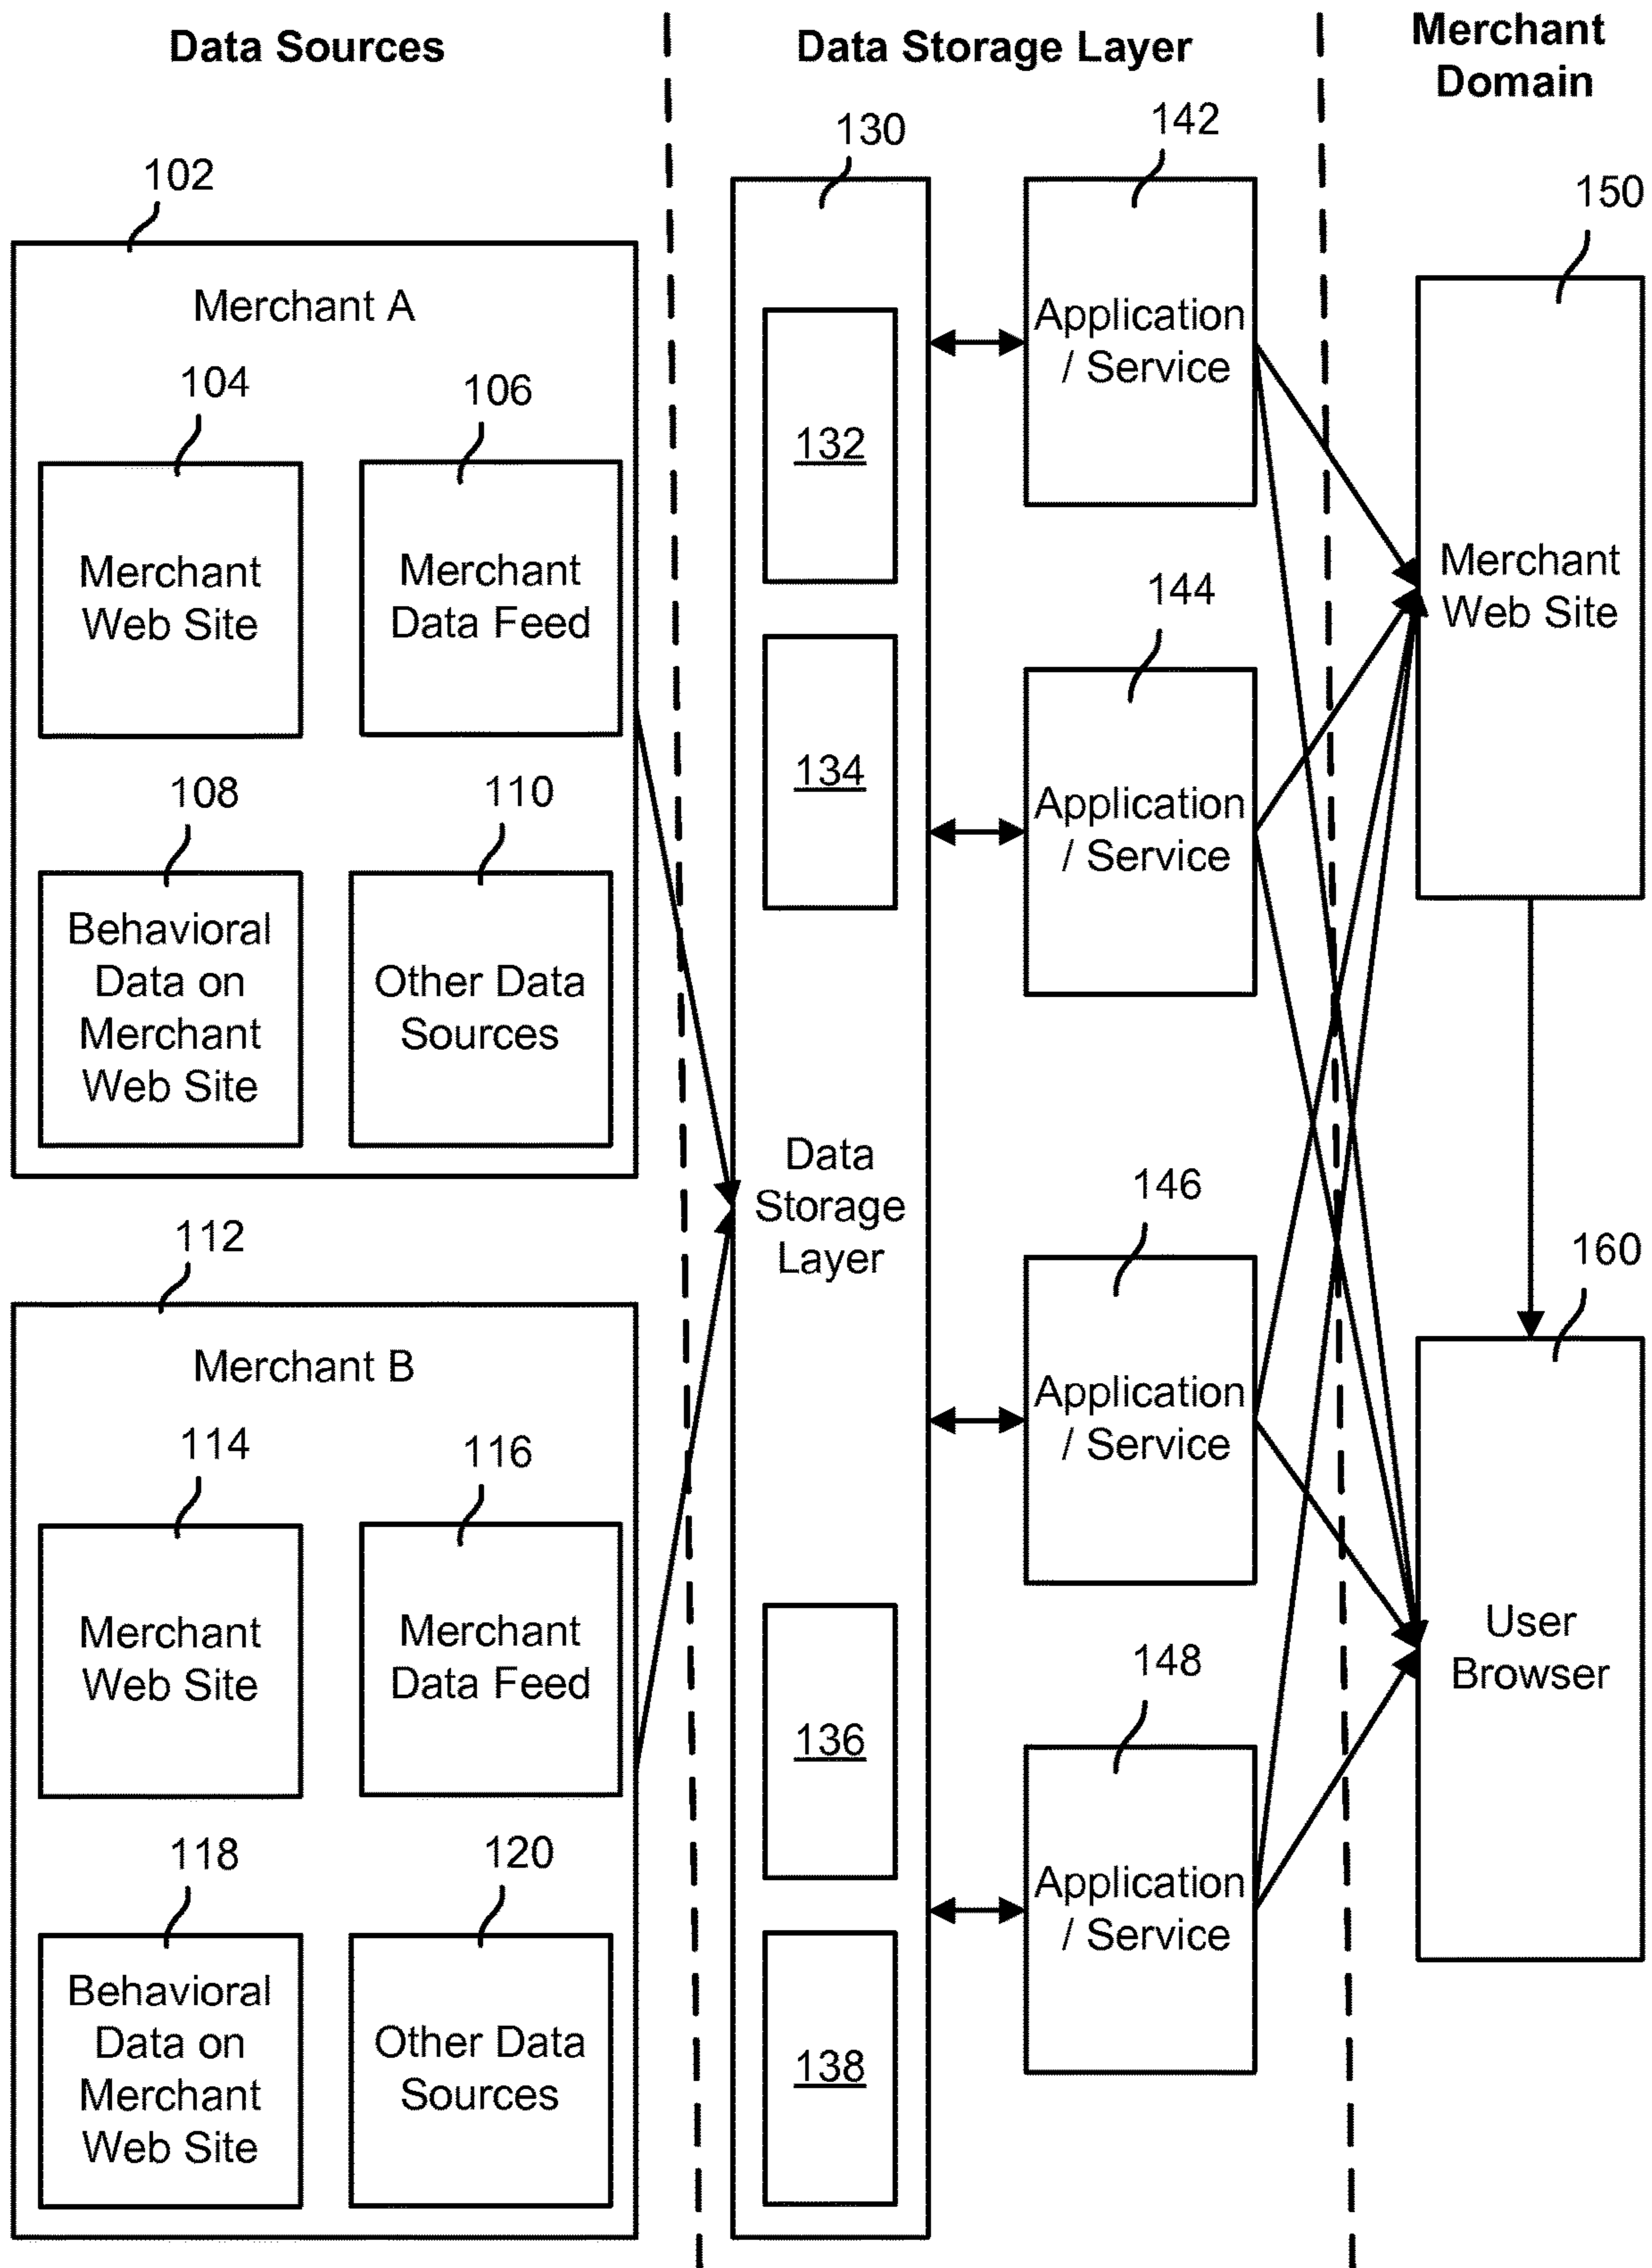 Data Sources
Data Storage Layer
Merchant
Domain
102
Merchant A
104
Merchant
Web Site
106
Merchant
Data Feed
108
Behavioral
Data on
Merchant
Web Site
110
Other Data
Sources
112
Merchant B
114
Merchant
Web Site
116
Merchant
Data Feed
118
Behavioral
Data on
Merchant
Web Site
120
Other Data
Sources
130
132
134
Data
Storage
Layer
136
138
142
Application
/ Service
144
Application
/ Service
146
Application
/ Service
148
Application
/ Service
150
Merchant
Web Site
160
User
Browser